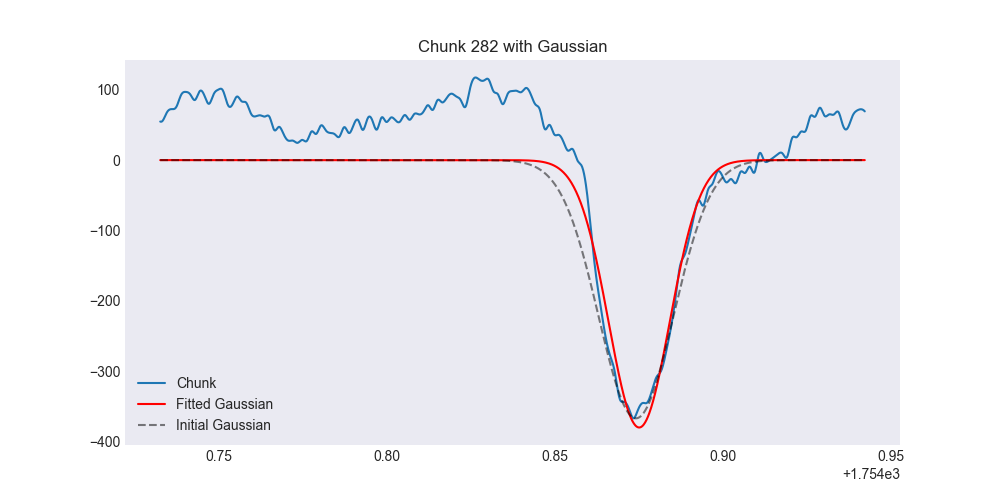 Chunk 282 with Gaussian
100
0
−100
−200
−300
−400
Chunk
Fitted Gaussian
Initial Gaussian
0.75 0.80 0.85 0.90 0.95
+1.754e3